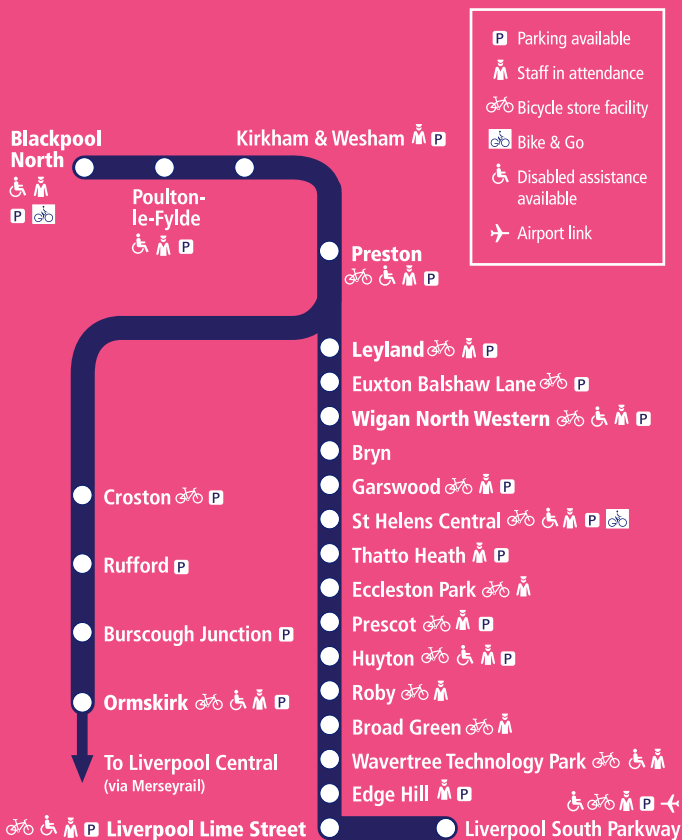 P Parking available
Staff in attendance
Bicycle store facility
Bike & Go
Disabled assistance
available
Airport link
Blackpool
North
P
Kirkham & Wesham P
Poulton-
le-Fylde
P
Preston
P
Leyland P
Euxton Balshaw Lane P
Wigan North Western P
Bryn
Garswood P
St Helens Central P
Thatto Heath P
Eccleston Park
Prescot P
Huyton P
Roby
Broad Green
Wavertree Technology Park
Edge Hill P
Croston P
Rufford P
Burscough Junction P
Ormskirk P
To Liverpool Central
(via Merseyrail)
P Liverpool Lime Street
P
Liverpool South Parkway